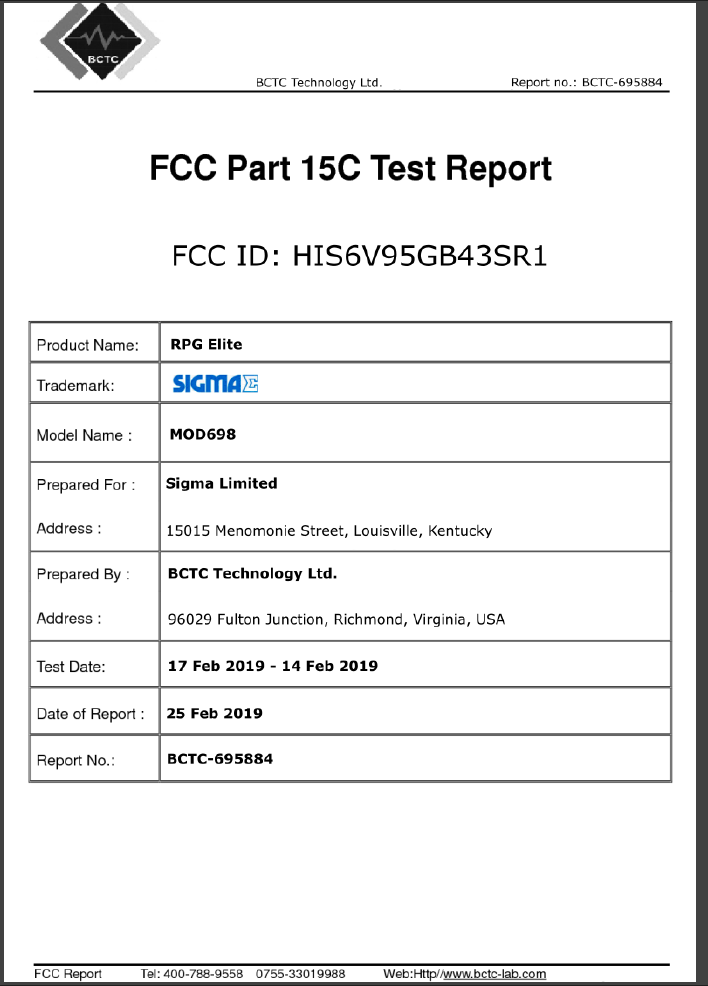 BCTC
BCTC Technology Ltd. Report no.: BCTC-695884
FCC Part 15C Test Report
FCC ID: HIS6V95GB43SR1
Product Name: RPG Elite
Trademark: SIGMA Σ
Model Name : MOD698
Prepared For : Sigma Limited
Address : 15015 Menomonie Street, Louisville, Kentucky
Prepared By : BCTC Technology Ltd.
Address : 96029 Fulton Junction, Richmond, Virginia, USA
Test Date: 17 Feb 2019 - 14 Feb 2019
Date of Report : 25 Feb 2019
Report No.: BCTC-695884
FCC Report Tel: 400-788-9558 0755-33019988 Web:Http//www.bctc-lab.com